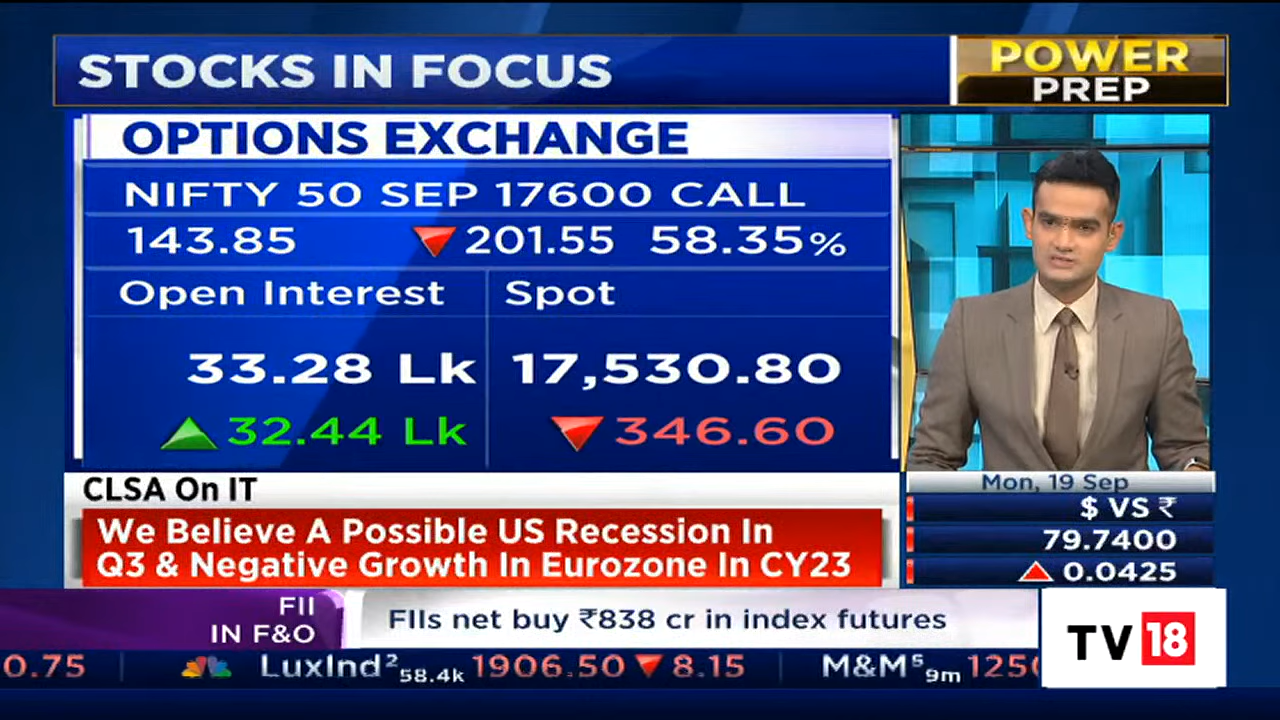 STOCKS IN FOCUS
POWER
PREP
OPTIONS EXCHANGE
NIFTY 50 SEP 17600 CALL
143.85 ▼ 201.55 58.35%
Open Interest Spot
33.28 Lk 17,530.80
▲ 32.44 Lk ▼ 346.60
CLSA On IT
We Believe A Possible US Recession In
Q3 & Negative Growth In Eurozone In CY23
Mon, 19 Sep
$ VS ₹
79.7400
▲ 0.0425
FII
IN F&O
FIIs net buy ₹838 cr in index futures
TV18
0.75 LuxInd² 58.4k 1906.50 ▼ 8.15 M&M⁵ 9m 1250